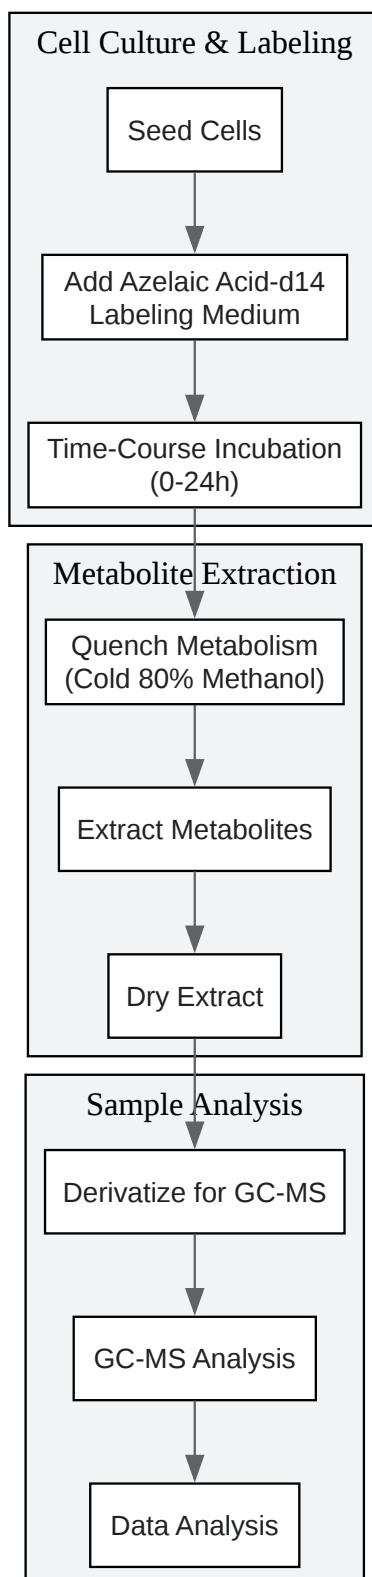 Cell Culture & Labeling
Seed Cells
Add Azelaic Acid-d14
Labeling Medium
Time-Course Incubation
(0-24h)
Metabolite Extraction
Quench Metabolism
(Cold 80% Methanol)
Extract Metabolites
Dry Extract
Sample Analysis
Derivatize for GC-MS
GC-MS Analysis
Data Analysis